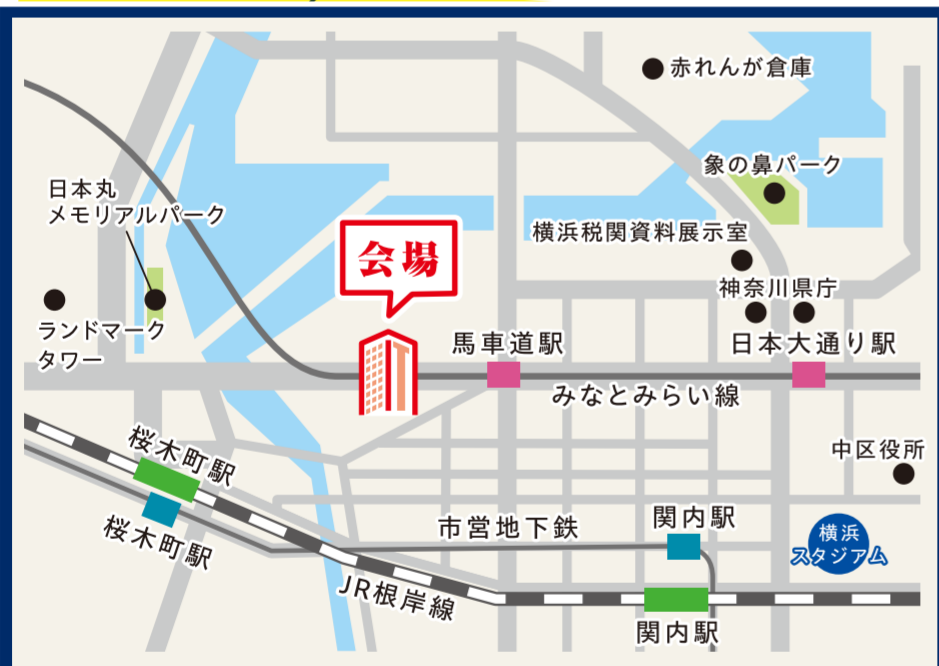 赤れんが倉庫
象の鼻パーク
日本丸
メモリアルパーク
横浜税関資料展示室
会場
神奈川県庁
ランドマーク
タワー
馬車道駅
日本大通り駅
みなとみらい線
桜木町駅
中区役所
桜木町駅
市営地下鉄
関内駅
横浜
スタジアム
JR根岸線
関内駅